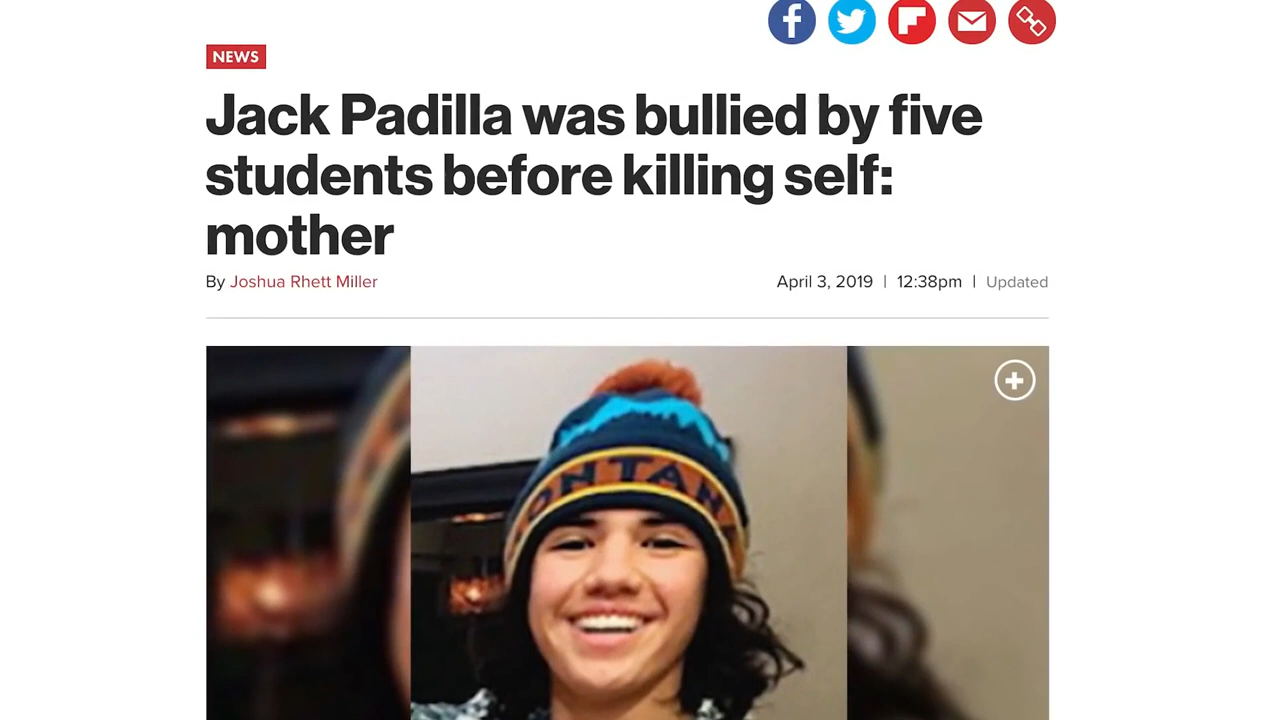 NEWS
Jack Padilla was bullied by five
students before killing self:
mother
By Joshua Rhett Miller
April 3, 2019 | 12:38pm | Updated
ONTAN